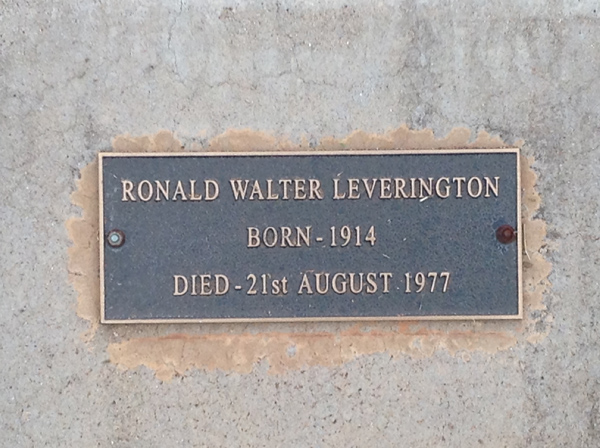 RONALD WALTER LEVERINGTON
BORN - 1914
DIED - 21st AUGUST 1977